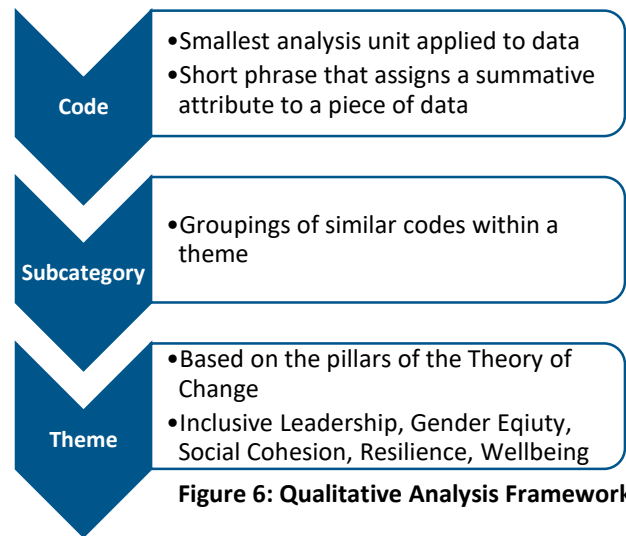 Code
•Smallest analysis unit applied to data
•Short phrase that assigns a summative
attribute to a piece of data
Subcategory
•Groupings of similar codes within a
theme
Theme
•Based on the pillars of the Theory of
Change
•Inclusive Leadership, Gender Eqiuty,
Social Cohesion, Resilience, Wellbeing
Figure 6: Qualitative Analysis Framework